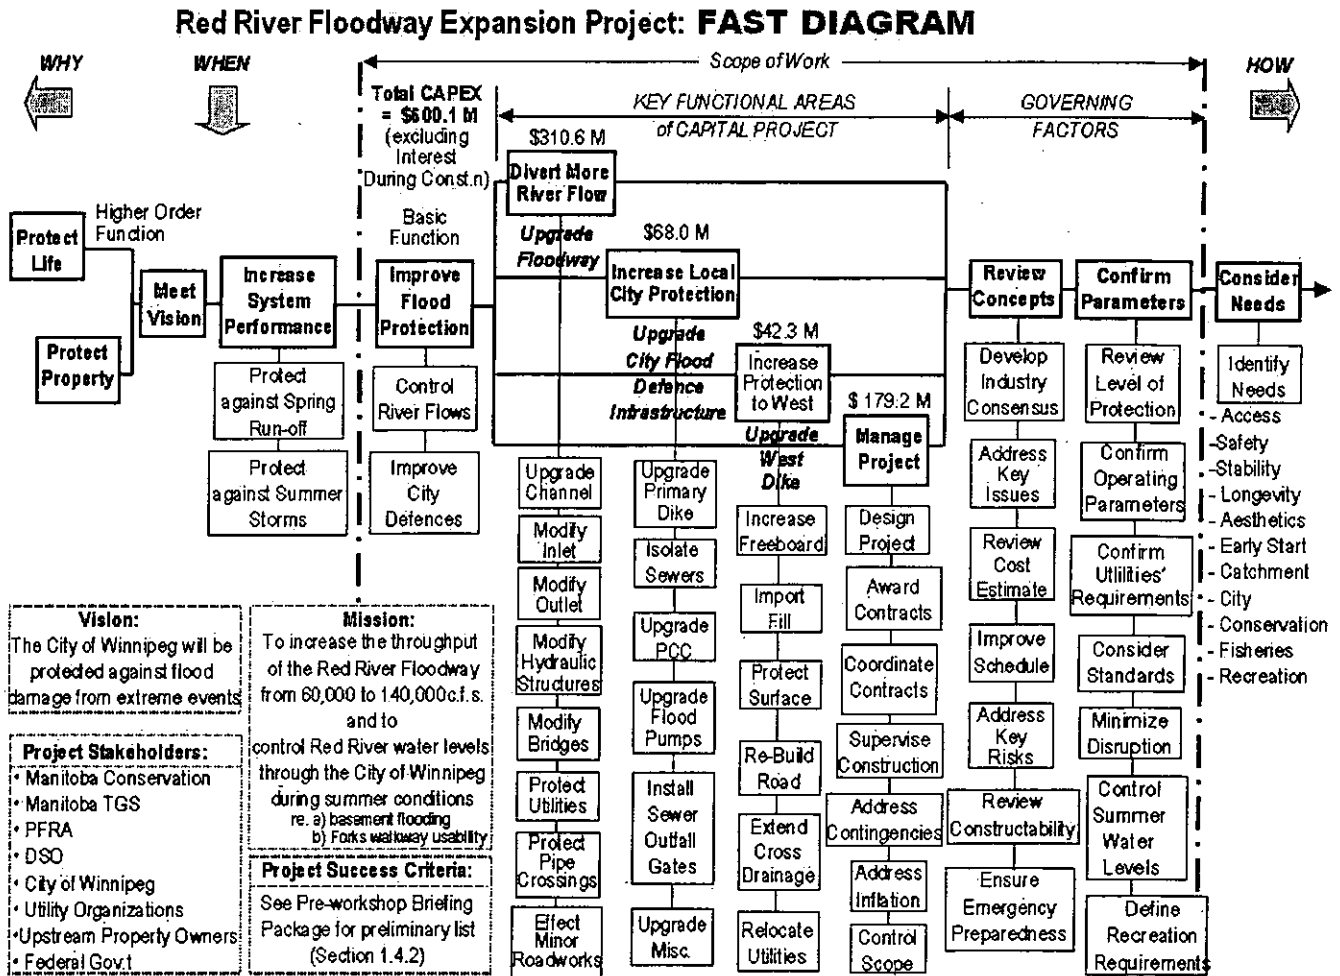 Red River Floodway Expansion Project: FAST DIAGRAM
WHY
WHEN
Scope of Work
HOW
Total CAPEX
= $600.1 M
(excluding
Interest
During Const.n)
KEY FUNCTIONAL AREAS
of CAPITAL PROJECT
GOVERNING
FACTORS
Higher Order
Function
Protect
Life
Protect
Property
Meet
Vision
Increase
System
Performance
Protect
against Spring
Run-off
Protect
against Summer
Storms
Basic
Function
Improve
Flood
Protection
Control
River Flows
Improve
City
Defences
$310.6 M
Divert More
River Flow
Upgrade
Floodway
Upgrade
Channel
Modify
Inlet
Modify
Outlet
Modify
Hydraulic
Structures
Modify
Bridges
Protect
Utilities
Protect
Pipe
Crossings
Effect
Minor
Roadworks
$68.0 M
Increase Local
City Protection
Upgrade
City Flood
Defence
Infrastructure
Upgrade
Primary
Dike
Isolate
Sewers
Upgrade
PCC
Upgrade
Flood
Pumps
Install
Sewer
Outfall
Gates
Upgrade
Misc.
$42.3 M
Increase
Protection
to West
Upgrade
West
Dike
Increase
Freeboard
Import
Fill
Protect
Surface
Re-Build
Road
Extend
Cross
Drainage
Relocate
Utilities
$ 179.2 M
Manage
Project
Design
Project
Award
Contracts
Coordinate
Contracts
Supervise
Construction
Address
Contingencies
Address
Inflation
Control
Scope
Review
Concepts
Develop
Industry
Consensus
Address
Key
Issues
Review
Cost
Estimate
Improve
Schedule
Address
Key
Risks
Review
Constructability
Ensure
Emergency
Preparedness
Confirm
Parameters
Review
Level of
Protection
Confirm
Operating
Parameters
Confirm
Utlilities'
Requirements
Consider
Standards
Minimize
Disruption
Control
Summer
Water
Levels
Define
Recreation
Requirements
Consider
Needs
Identify
Needs
- Access
-Safety
-Stability
- Longevity
- Aesthetics
- Early Start
- Catchment
- City
- Conservation
- Fisheries
- Recreation
Vision:
The City of Winnipeg will be
protected against flood
damage from extreme events
Project Stakeholders:
• Manitoba Conservation
• Manitoba TGS
• PFRA
• DSO
• City of Winnipeg
• Utility Organizations
• Upstream Property Owners
• Federal Gov.t
Mission:
To increase the throughput
of the Red River Floodway
from 60,000 to 140,000c.f.s.
and to
control Red River water levels
through the City of Winnipeg
during summer conditions
re. a) basement flooding
b) Forks walkway usability
Project Success Criteria:
See Pre-workshop Briefing
Package for preliminary list
(Section 1.4.2)